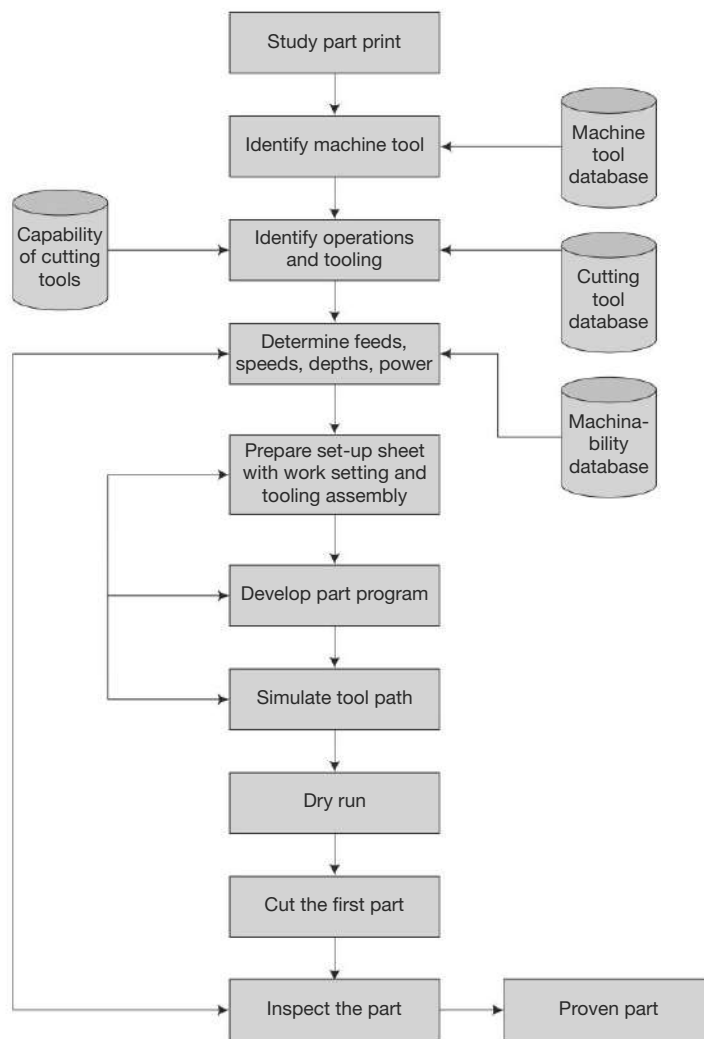 Study part print
Identify machine tool
Machine
tool
database
Capability
of cutting
tools
Identify operations
and tooling
Cutting
tool
database
Determine feeds,
speeds, depths, power
Machina-
bility
database
Prepare set-up sheet
with work setting and
tooling assembly
Develop part program
Simulate tool path
Dry run
Cut the first part
Inspect the part
Proven part